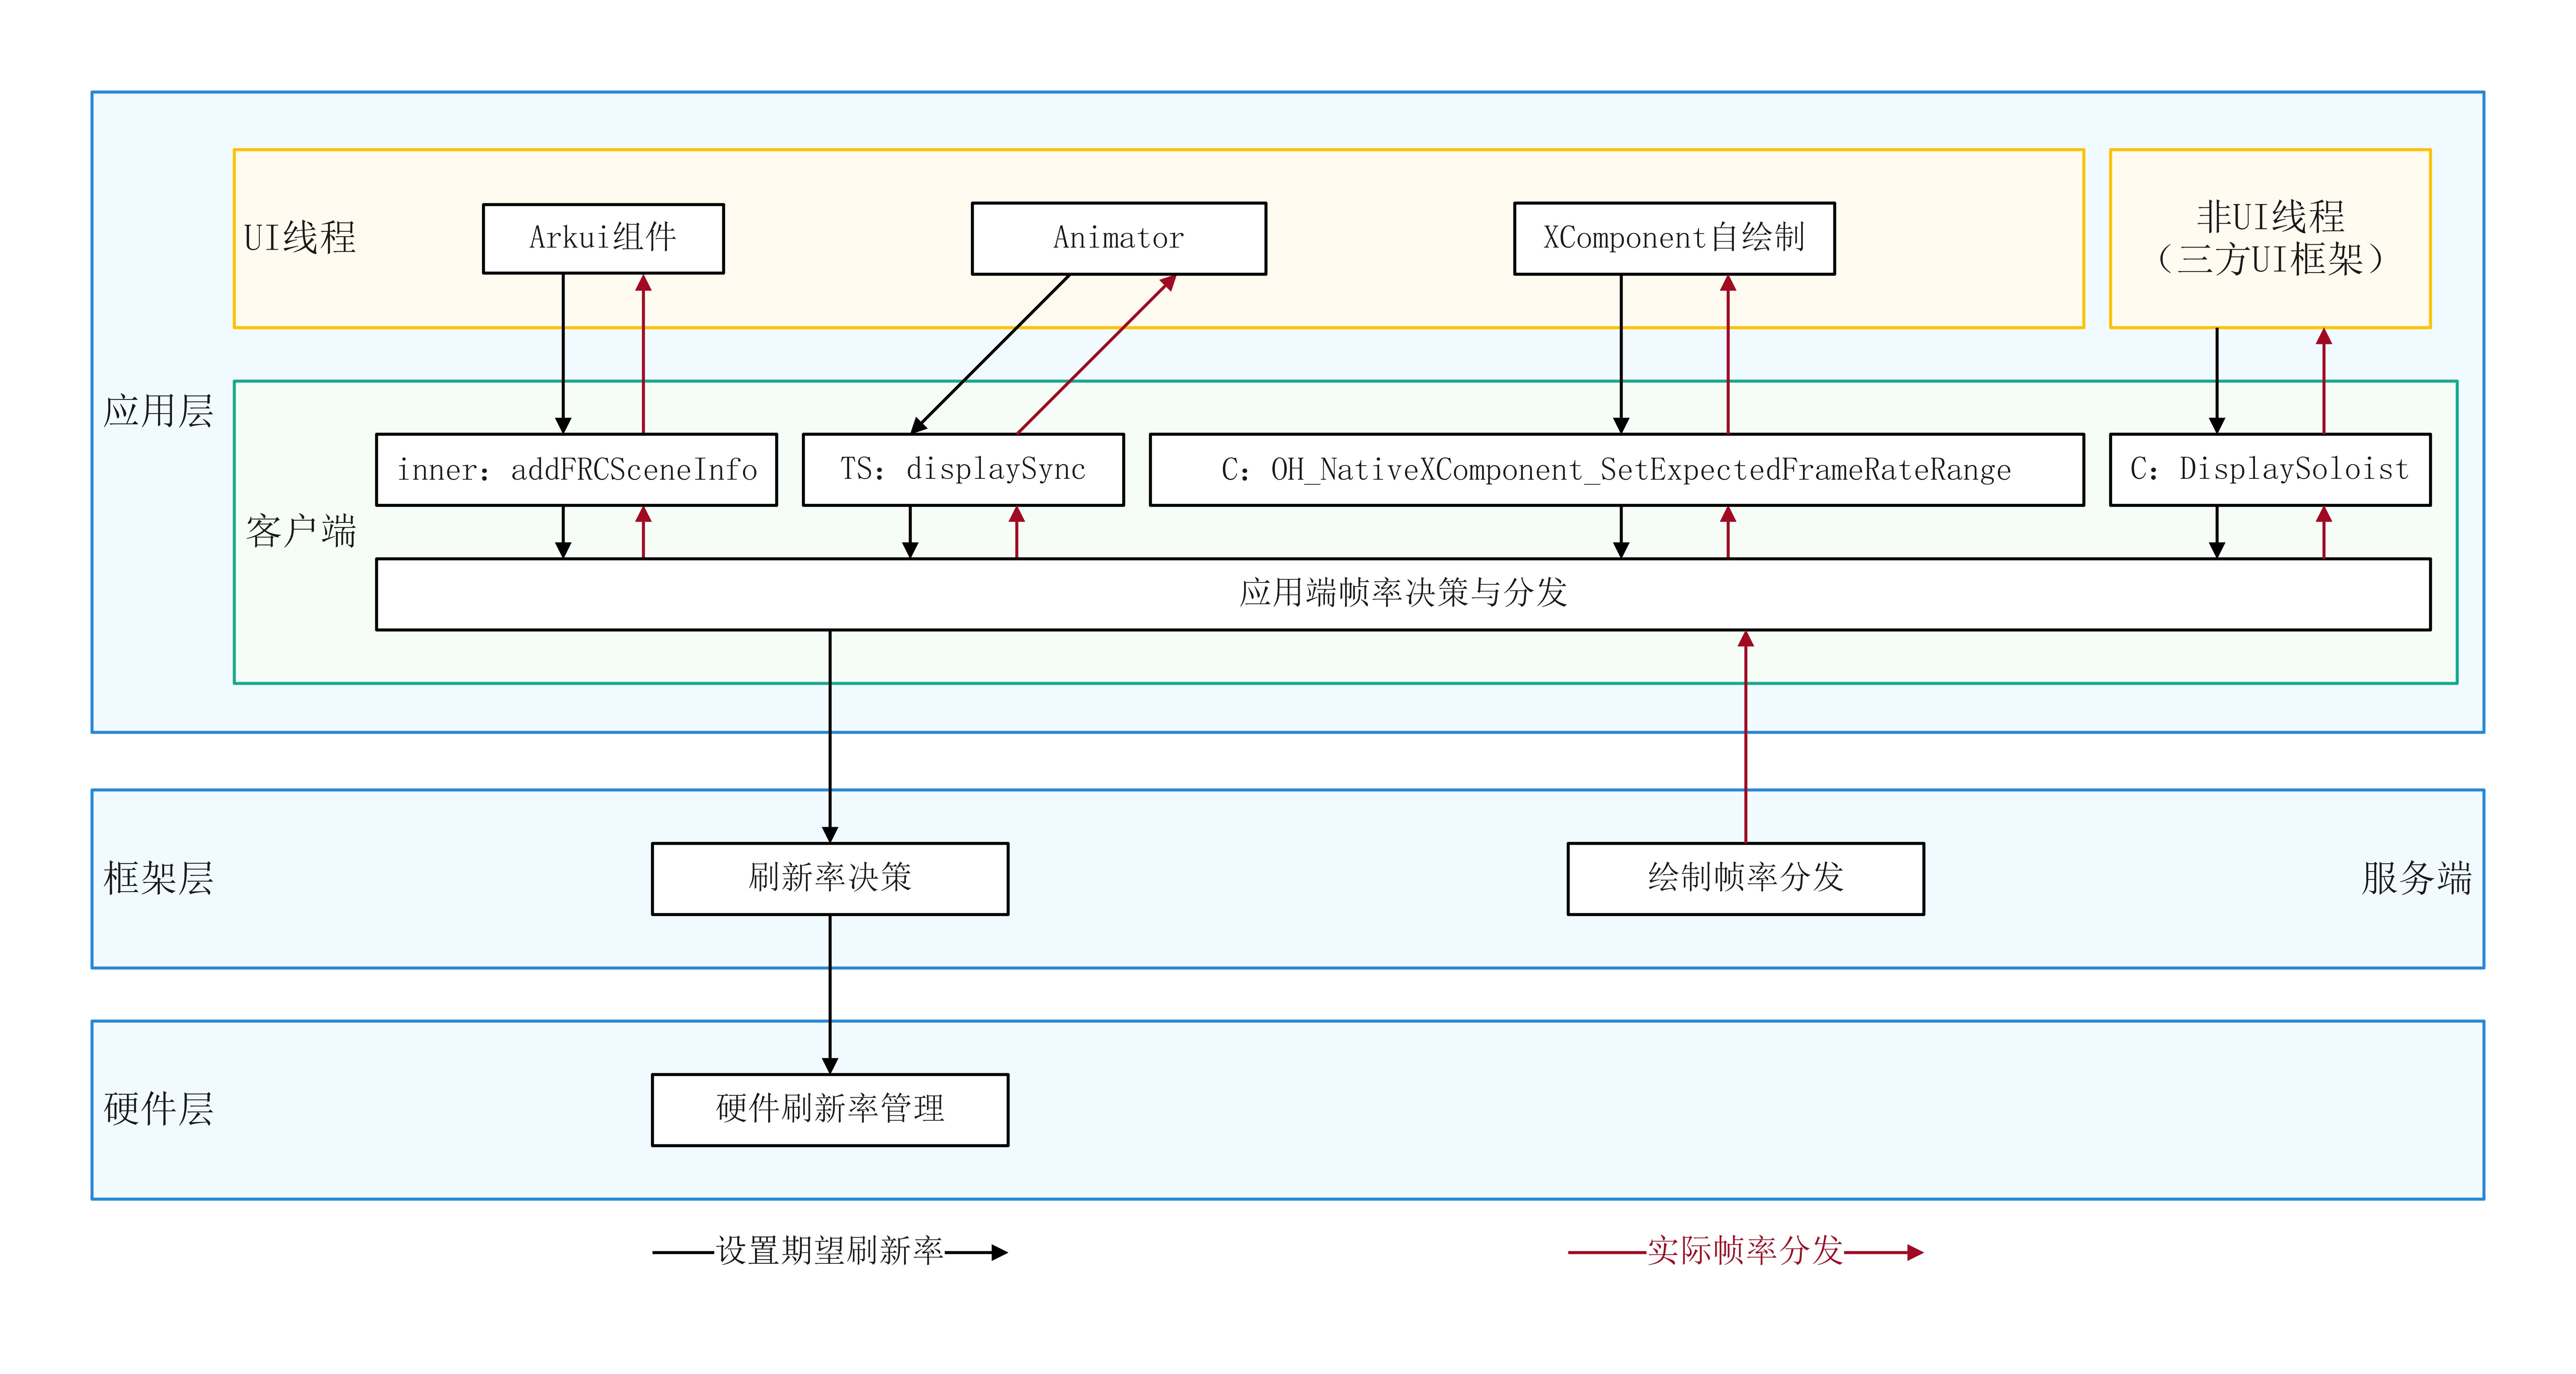 UI线程
Arkui组件
Animator
XComponent自绘制
非UI线程
（三方UI框架）
应用层
客户端
inner：addFRCSceneInfo
TS：displaySync
C：OH_NativeXComponent_SetExpectedFrameRateRange
C：DisplaySoloist
应用端帧率决策与分发
框架层
刷新率决策
绘制帧率分发
服务端
硬件层
硬件刷新率管理
设置期望刷新率
实际帧率分发